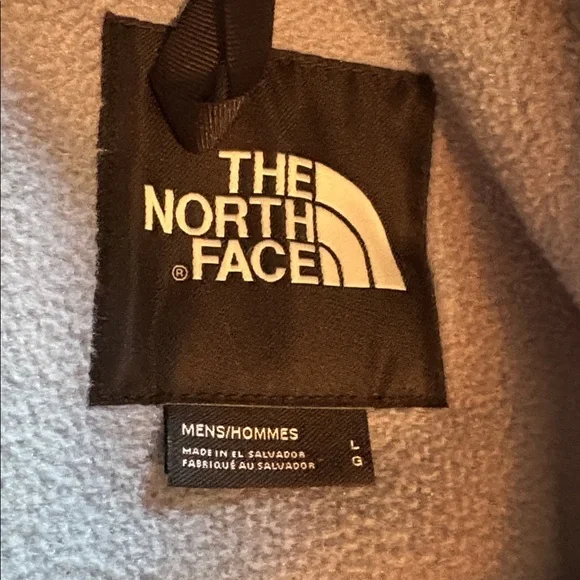 THE
NORTH
® FACE
MENS/HOMMES
MADE IN EL SALVADOR
FABRIQUÉ AU SALVADOR
L
G